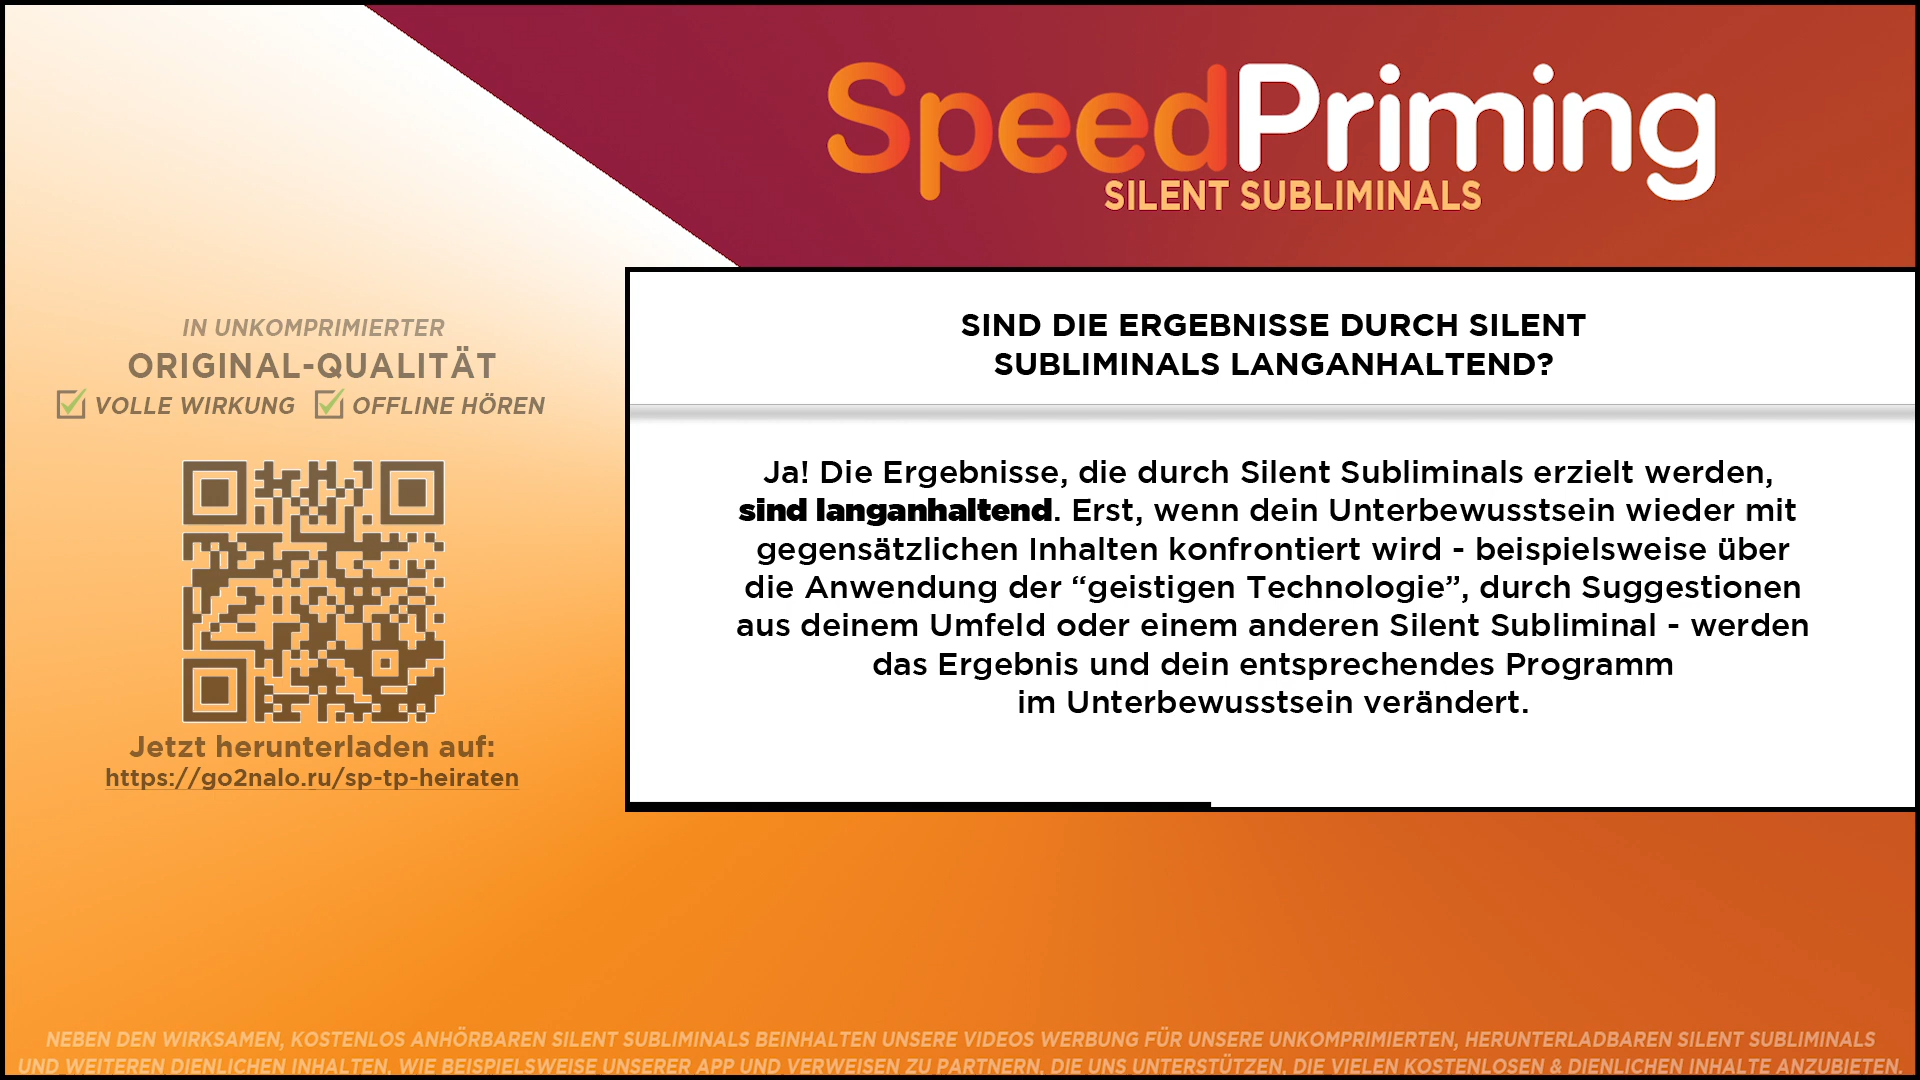 SpeedPriming
SILENT SUBLIMINALS
IN UNKOMPRIMIERTER
ORIGINAL-QUALITÄT
VOLLE WIRKUNG OFFLINE HÖREN
Jetzt herunterladen auf:
https://go2nalo.ru/sp-tp-heiraten
SIND DIE ERGEBNISSE DURCH SILENT
SUBLIMINALS LANGANHALTEND?
Ja! Die Ergebnisse, die durch Silent Subliminals erzielt werden,
sind langanhaltend. Erst, wenn dein Unterbewusstsein wieder mit
gegensätzlichen Inhalten konfrontiert wird - beispielsweise über
die Anwendung der “geistigen Technologie”, durch Suggestionen
aus deinem Umfeld oder einem anderen Silent Subliminal - werden
das Ergebnis und dein entsprechendes Programm
im Unterbewusstsein verändert.
NEBEN DEN WIRKSAMEN, KOSTENLOS ANHÖRBAREN SILENT SUBLIMINALS BEINHALTEN UNSERE VIDEOS WERBUNG FÜR UNSERE UNKOMPRIMIERTEN, HERUNTERLADBAREN SILENT SUBLIMINALS
UND WEITEREN DIENLICHEN INHALTEN, WIE BEISPIELSWEISE UNSERER APP UND VERWEISEN ZU PARTNERN, DIE UNS UNTERSTÜTZEN, DIE VIELEN KOSTENLOSEN & DIENLICHEN INHALTE ANZUBIETEN.